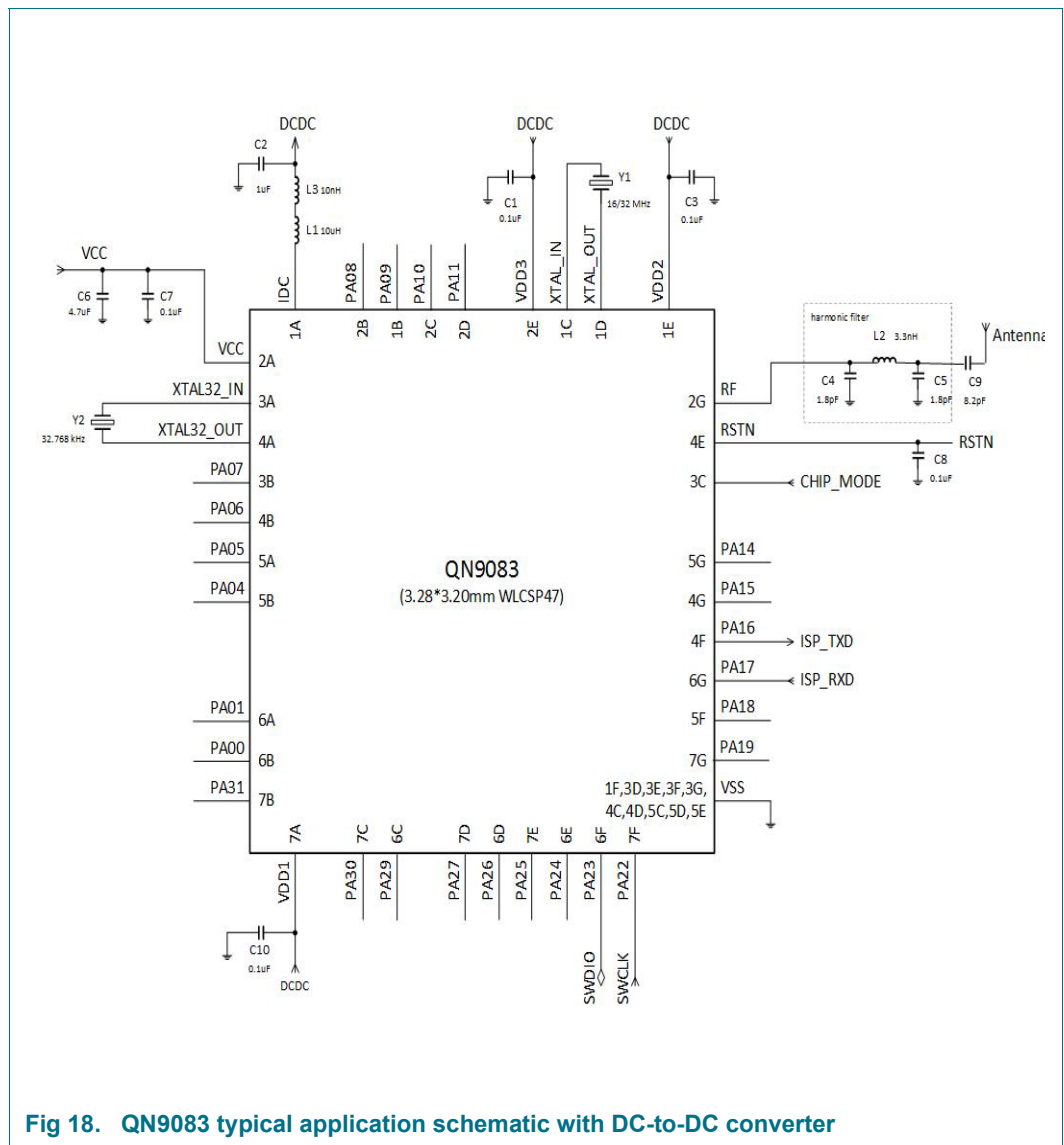 DCDC
DCDC
DCDC
C2
1uF
L3 10nH
L1 10uH
C1
0.1uF
Y1
16/32 MHz
C3
0.1uF
VCC
C6
4.7uF
C7
0.1uF
IDC
PA08
PA09
PA10
PA11
VDD3
XTAL_IN
XTAL_OUT
VDD2
1A
2B
1B
2C
2D
2E
1C
1D
1E
harmonic filter
L2 3.3nH
Antenna
C4
1.8pF
C5
1.8pF
C9
8.2pF
VCC
2A
XTAL32_IN
3A
Y2
32.768 kHz
XTAL32_OUT
4A
PA07
3B
PA06
4B
PA05
5A
PA04
5B
PA01
6A
PA00
6B
PA31
7B
QN9083
(3.28*3.20mm WLCSP47)
2G
RF
4E
RSTN
RSTN
C8
0.1uF
3C
CHIP_MODE
5G
PA14
4G
PA15
4F
PA16
ISP_TXD
6G
PA17
ISP_RXD
5F
PA18
7G
PA19
1F,3D,3E,3F,3G,
4C,4D,5C,5D,5E
VSS
7A
7C
6C
7D
6D
7E
6E
6F
7F
VDD1
PA30
PA29
PA27
PA26
PA25
PA24
PA23
PA22
C10
0.1uF
DCDC
SWDIO
SWCLK
Fig 18. QN9083 typical application schematic with DC-to-DC converter